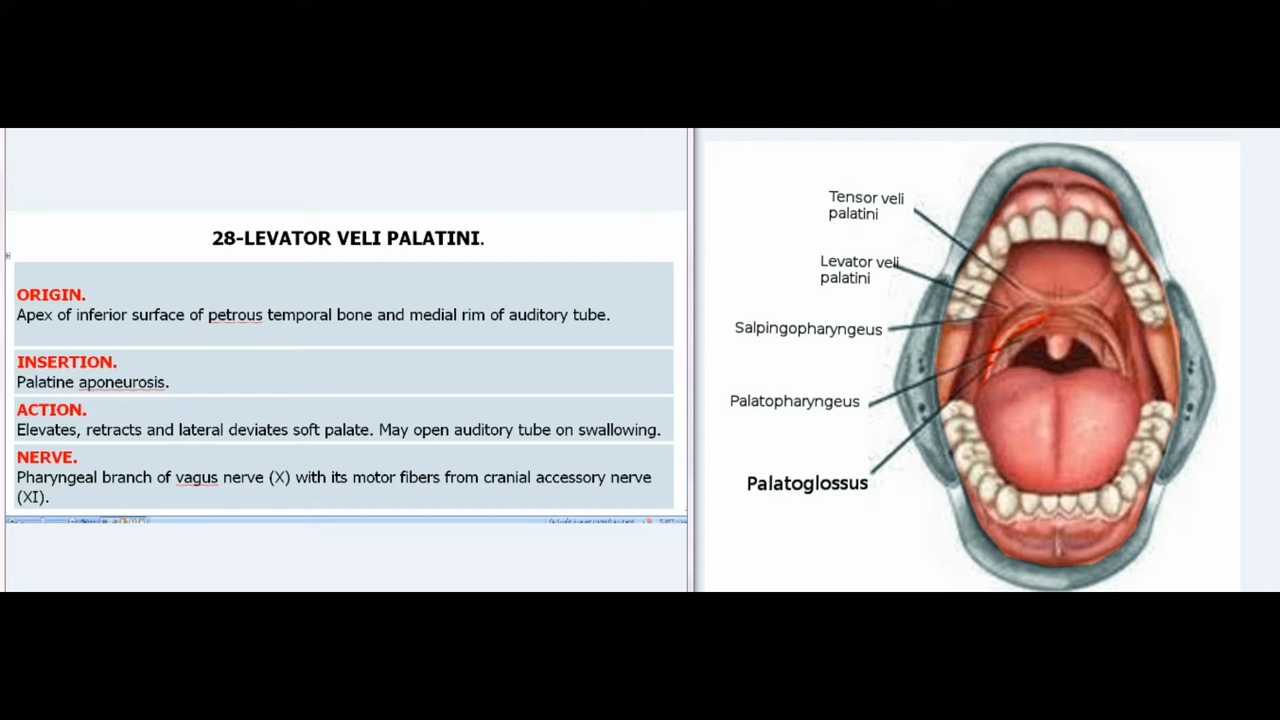 28-LEVATOR VELI PALATINI.
ORIGIN.
Apex of inferior surface of petrous temporal bone and medial rim of auditory tube.
INSERTION.
Palatine aponeurosis.
ACTION.
Elevates, retracts and lateral deviates soft palate. May open auditory tube on swallowing.
NERVE.
Pharyngeal branch of vagus nerve (X) with its motor fibers from cranial accessory nerve
(XI).
Tensor veli
palatini
Levator veli
palatini
Salpingopharyngeus
Palatopharyngeus
Palatoglossus